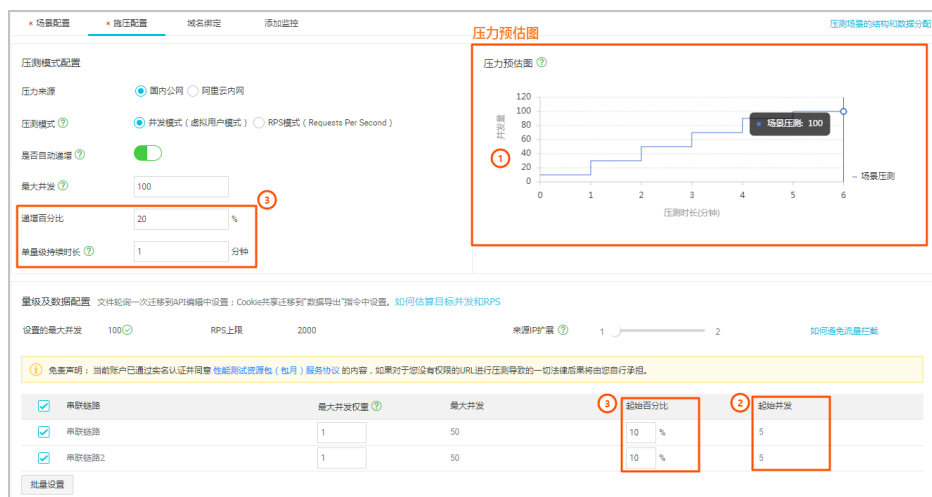 * 场景配置 * 施压配置 域名绑定 添加监控 压测场景的结构和数据分配
压力预估图
压测模式配置
压力来源 国内公网 阿里云内网
压测模式 ? 并发模式(虚拟用户模式) RPS模式(Requests Per Second)
是否自动递增 ?
最大并发 ? 100
③
递增百分比 20 %
单量级持续时长 ? 1 分钟
压力预估图 ?
120
100
80
60
40
20
0
并发量
①
场景压测: 100
场景压测
0 1 2 3 4 5 6
压测时长(分钟)
量级及数据配置 文件轮询一次迁移到API编辑中设置;Cookie共享迁移到"数据导出"指令中设置。 如何估算目标并发和RPS
设置的最大并发 100 RPS上限 2000 来源IP扩展 ? 1 2 如何避免流量拦截
免责声明: 当前账户已通过实名认证并同意 性能测试资源包(包月)服务协议 的内容,如果对于您没有权限的URL进行压测导致的一切法律后果将由您自行承担。
串联链路 最大并发权重 ? 最大并发 ③ 起始百分比 ② 起始并发
串联链路 1 50 10 % 5
串联链路2 1 50 10 % 5
批量设置